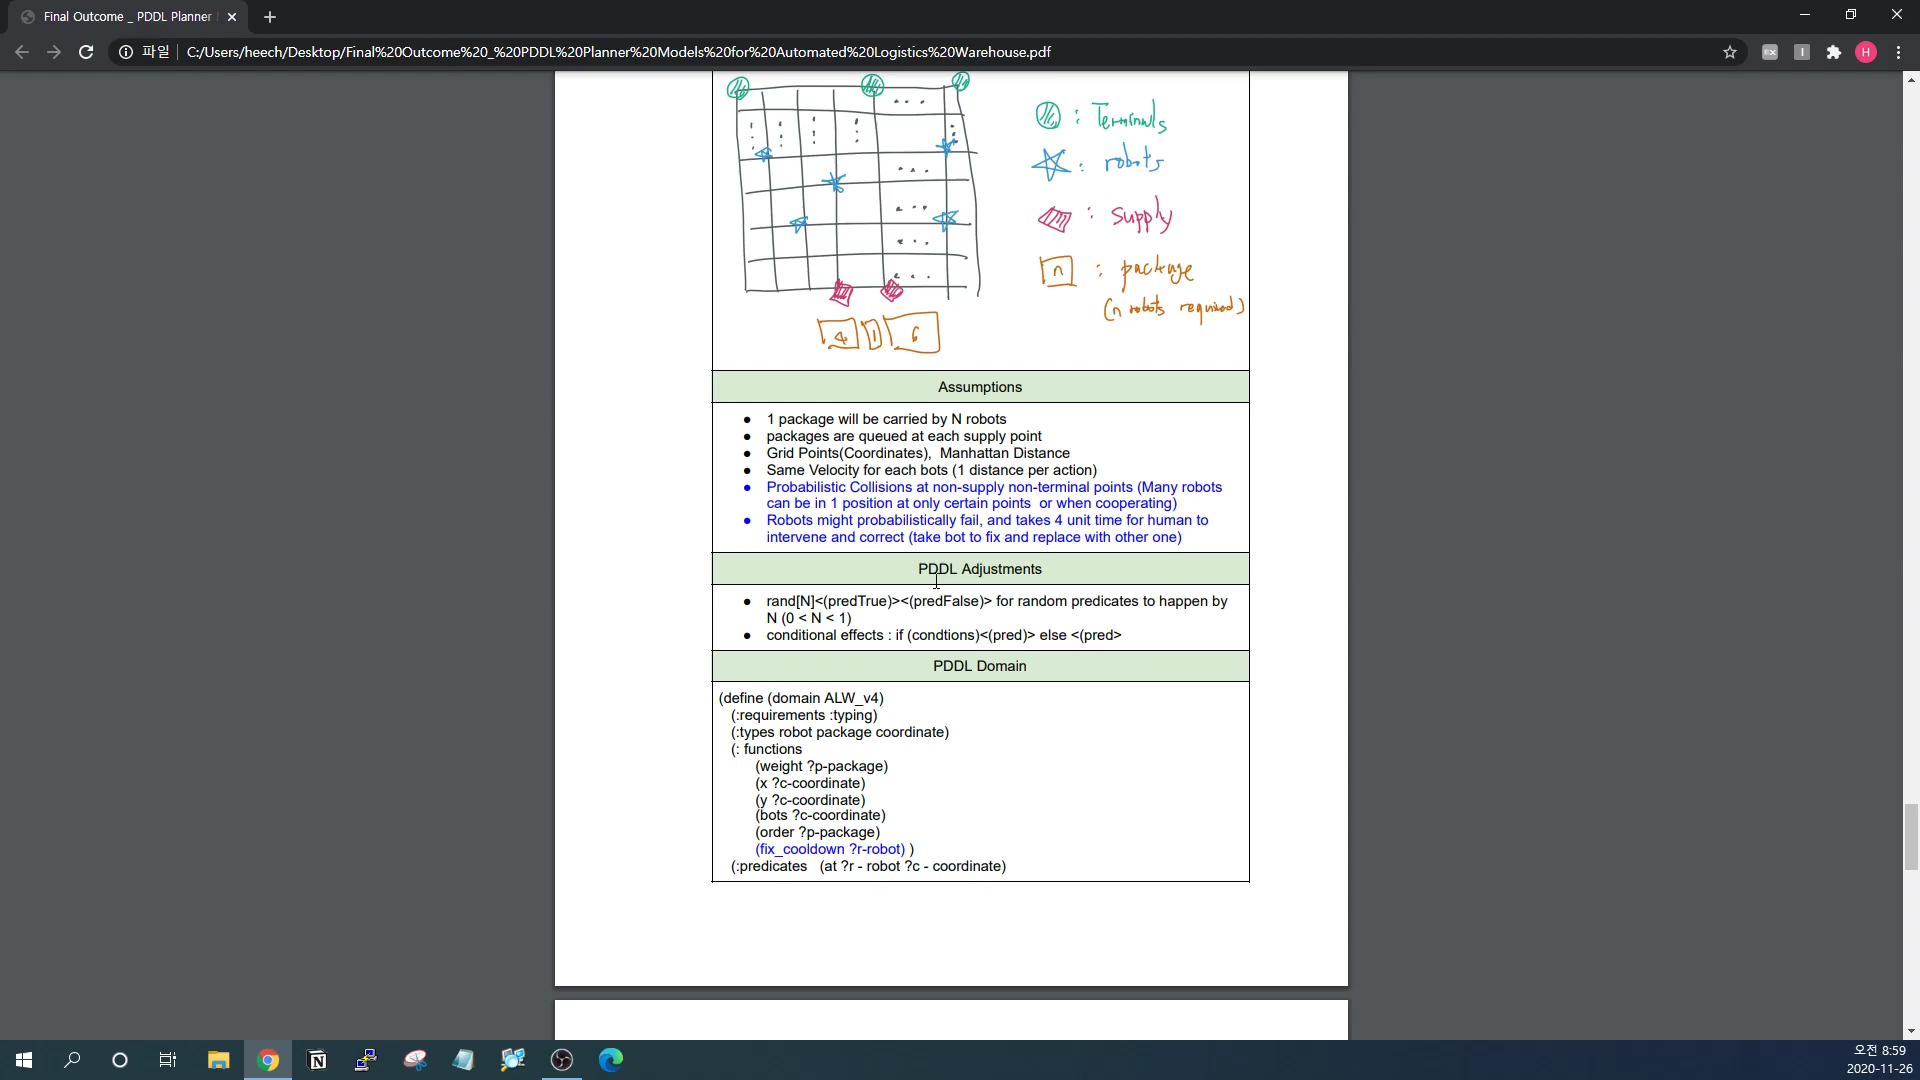 Final Outcome _ PDDL Planner
파일
C:/Users/heech/Desktop/Final%20Outcome%20_%20PDDL%20Planner%20Models%20for%20Automated%20Logistics%20Warehouse.pdf
EX
I
H
: Terminals
: robots
: supply
n : package
(n robots required)
4 1 6
Assumptions
● 1 package will be carried by N robots
● packages are queued at each supply point
● Grid Points(Coordinates), Manhattan Distance
● Same Velocity for each bots (1 distance per action)
● Probabilistic Collisions at non-supply non-terminal points (Many robots
can be in 1 position at only certain points or when cooperating)
● Robots might probabilistically fail, and takes 4 unit time for human to
intervene and correct (take bot to fix and replace with other one)
PDDL Adjustments
● rand[N]<(predTrue)><(predFalse)> for random predicates to happen by
N (0 < N < 1)
● conditional effects : if (condtions)<(pred)> else <(pred>
PDDL Domain
(define (domain ALW_v4)
(:requirements :typing)
(:types robot package coordinate)
(: functions
(weight ?p-package)
(x ?c-coordinate)
(y ?c-coordinate)
(bots ?c-coordinate)
(order ?p-package)
(fix_cooldown ?r-robot) )
(:predicates (at ?r - robot ?c - coordinate)
오전 8:59
2020-11-26